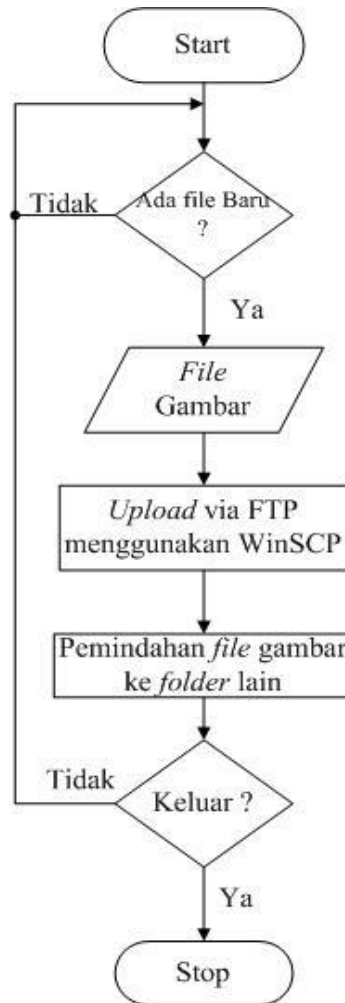 Start
Ada file Baru
?
Tidak
Ya
File
Gambar
Upload via FTP
menggunakan WinSCP
Pemindahan file gambar
ke folder lain
Tidak
Keluar ?
Ya
Stop